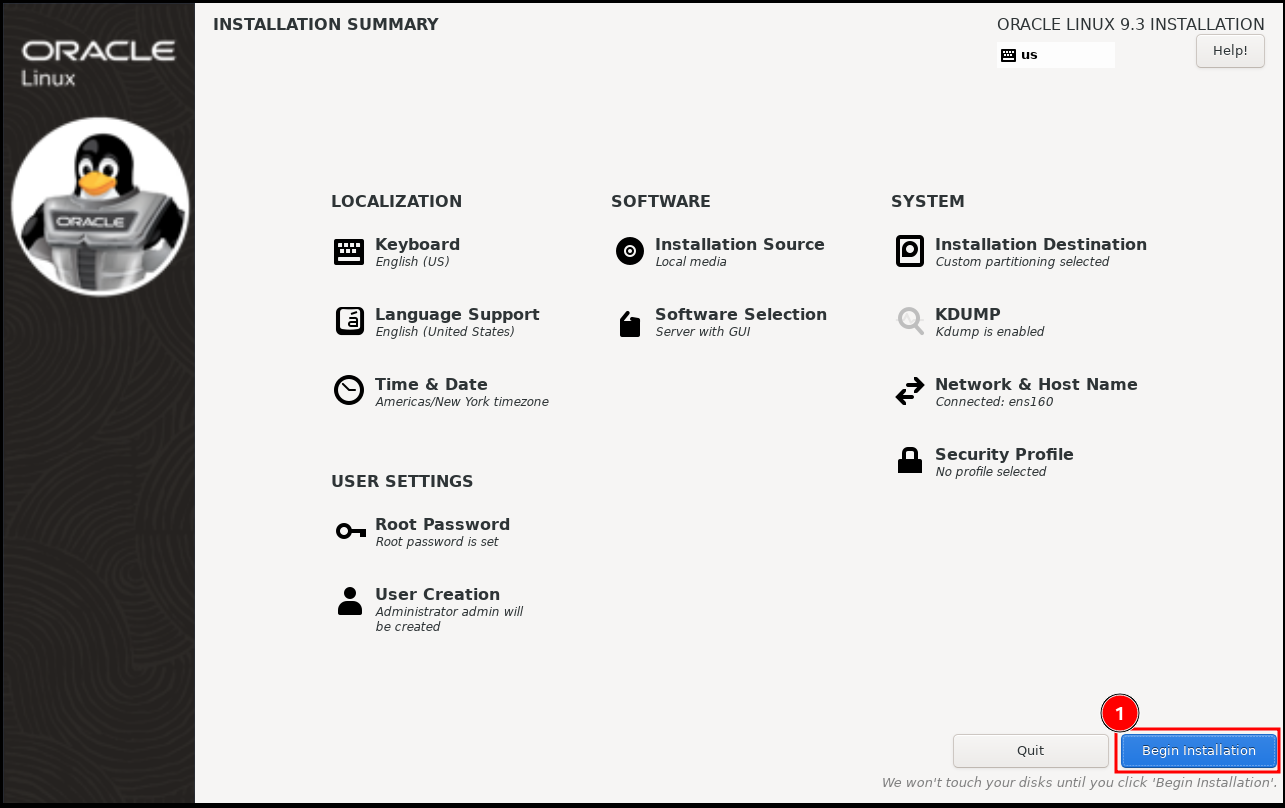 ORACLE
Linux
ORACLE
INSTALLATION SUMMARY
ORACLE LINUX 9.3 INSTALLATION
us
Help!
LOCALIZATION
Keyboard
English (US)
Language Support
English (United States)
Time & Date
Americas/New York timezone
SOFTWARE
Installation Source
Local media
Software Selection
Server with GUI
SYSTEM
Installation Destination
Custom partitioning selected
KDUMP
Kdump is enabled
Network & Host Name
Connected: ens160
Security Profile
No profile selected
USER SETTINGS
Root Password
Root password is set
User Creation
Administrator admin will
be created
1
Quit
Begin Installation
We won't touch your disks until you click 'Begin Installation'.